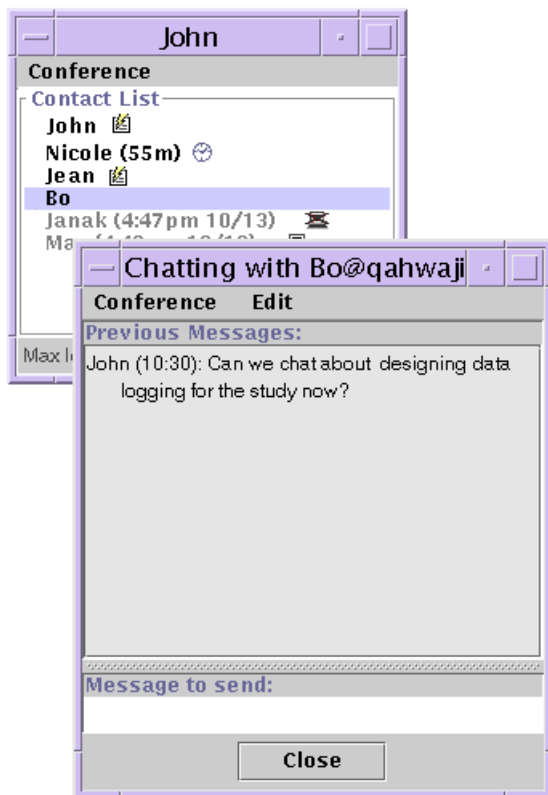 John
Conference
Contact List
John
Nicole (55m)
Jean
Bo
Janak (4:47pm 10/13)
Chatting with Bo@qahwaji
Conference Edit
Previous Messages:
John (10:30): Can we chat about designing data
logging for the study now?
Max
Message to send:
Close